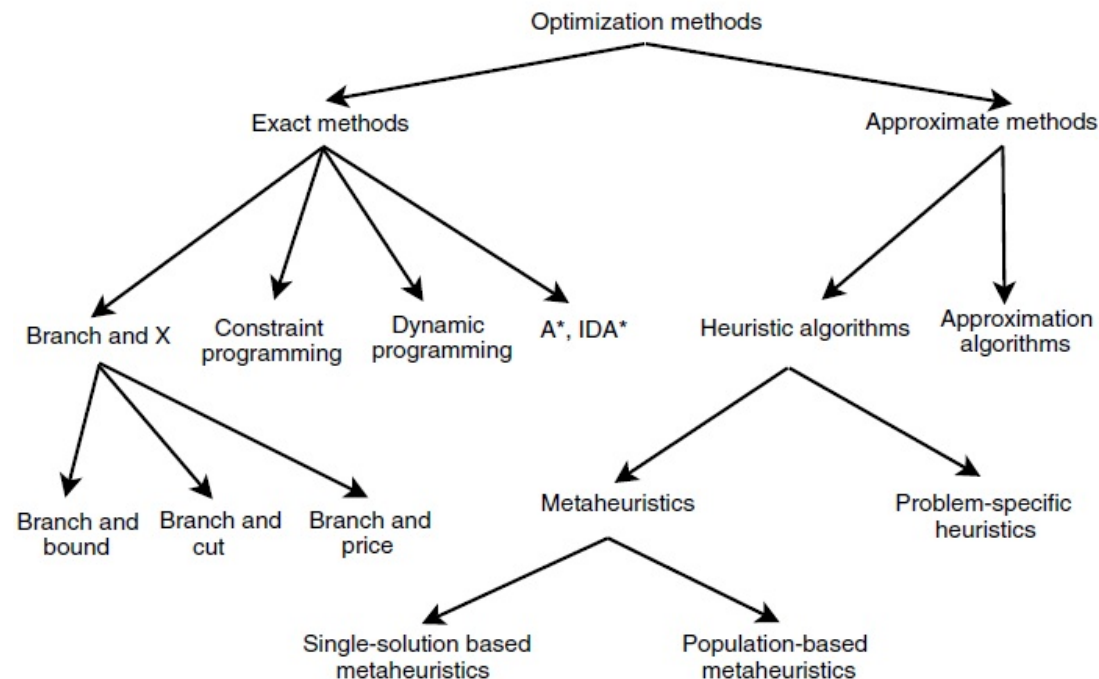 Optimization methods
Exact methods
Approximate methods
Branch and X
Constraint
programming
Dynamic
programming
A*, IDA*
Heuristic algorithms
Approximation
algorithms
Branch and
bound
Branch and
cut
Branch and
price
Metaheuristics
Problem-specific
heuristics
Single-solution based
metaheuristics
Population-based
metaheuristics